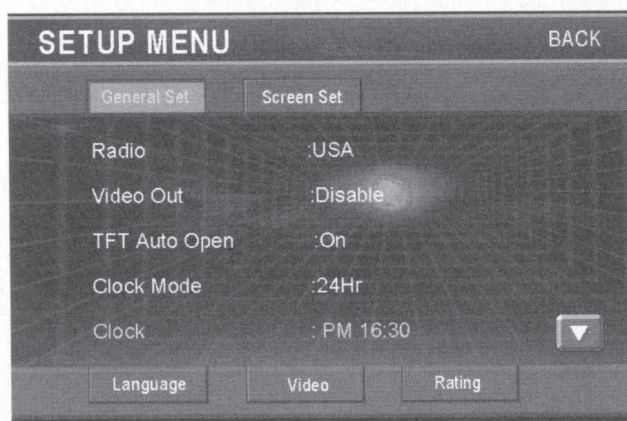 SETUP MENU BACK
General Set Screen Set
Radio :USA
Video Out :Disable
TFT Auto Open :On
Clock Mode :24Hr
Clock : PM 16:30
Language Video Rating